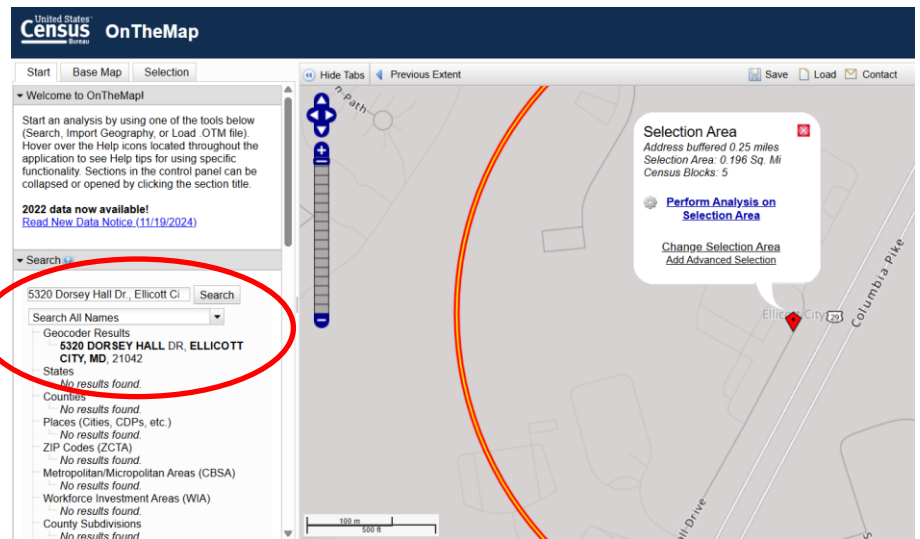 United States
Census
Bureau
OnTheMap
Start
Base Map
Selection
Hide Tabs
Previous Extent
Save
Load
Contact
Welcome to OnTheMap!
Start an analysis by using one of the tools below
(Search, Import Geography, or Load .OTM file).
Hover over the Help icons located throughout the
application to see Help tips for using specific
functionality. Sections in the control panel can be
collapsed or opened by clicking the section title.
2022 data now available!
Read New Data Notice (11/19/2024)
Search
5320 Dorsey Hall Dr., Ellicott Ci
Search
Search All Names
Geocoder Results
5320 DORSEY HALL DR, ELLICOTT
CITY, MD, 21042
States
No results found.
Counties
No results found.
Places (Cities, CDPs, etc.)
No results found.
ZIP Codes (ZCTA)
No results found.
Metropolitan/Micropolitan Areas (CBSA)
No results found.
Workforce Investment Areas (WIA)
No results found.
County Subdivisions
No results found.
n-Path
Selection Area
Address buffered 0.25 miles
Selection Area: 0.196 Sq. Mi
Census Blocks: 5
Perform Analysis on
Selection Area
Change Selection Area
Add Advanced Selection
Ellicott City
29
Columbia Pike
ll-Drive
100 m
500 ft